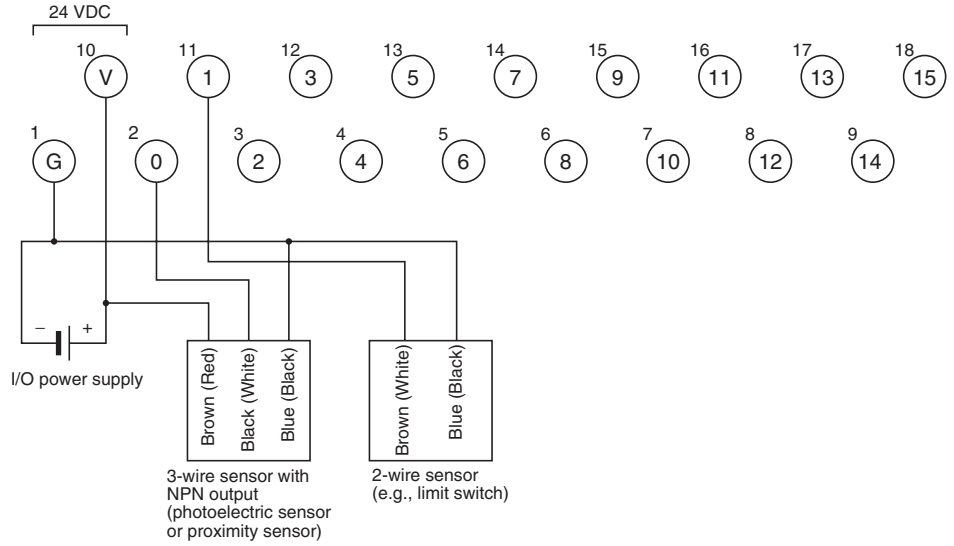 24 VDC
10 11 12 13 14 15 16 17 18
V 1 3 5 7 9 11 13 15
1 2 3 4 5 6 7 8 9
G 0 2 4 6 8 10 12 14
– +
I/O power supply
Brown (Red)
Black (White)
Blue (Black)
Brown (White)
Blue (Black)
3-wire sensor with
NPN output
(photoelectric sensor
or proximity sensor)
2-wire sensor
(e.g., limit switch)